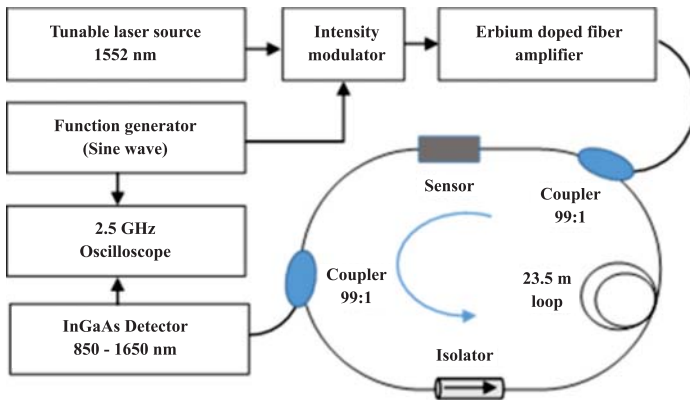 Tunable laser source
1552 nm
Intensity
modulator
Erbium doped fiber
amplifier
Function generator
(Sine wave)
Sensor
Coupler
99:1
2.5 GHz
Oscilloscope
Coupler
99:1
23.5 m
loop
InGaAs Detector
850 - 1650 nm
Isolator